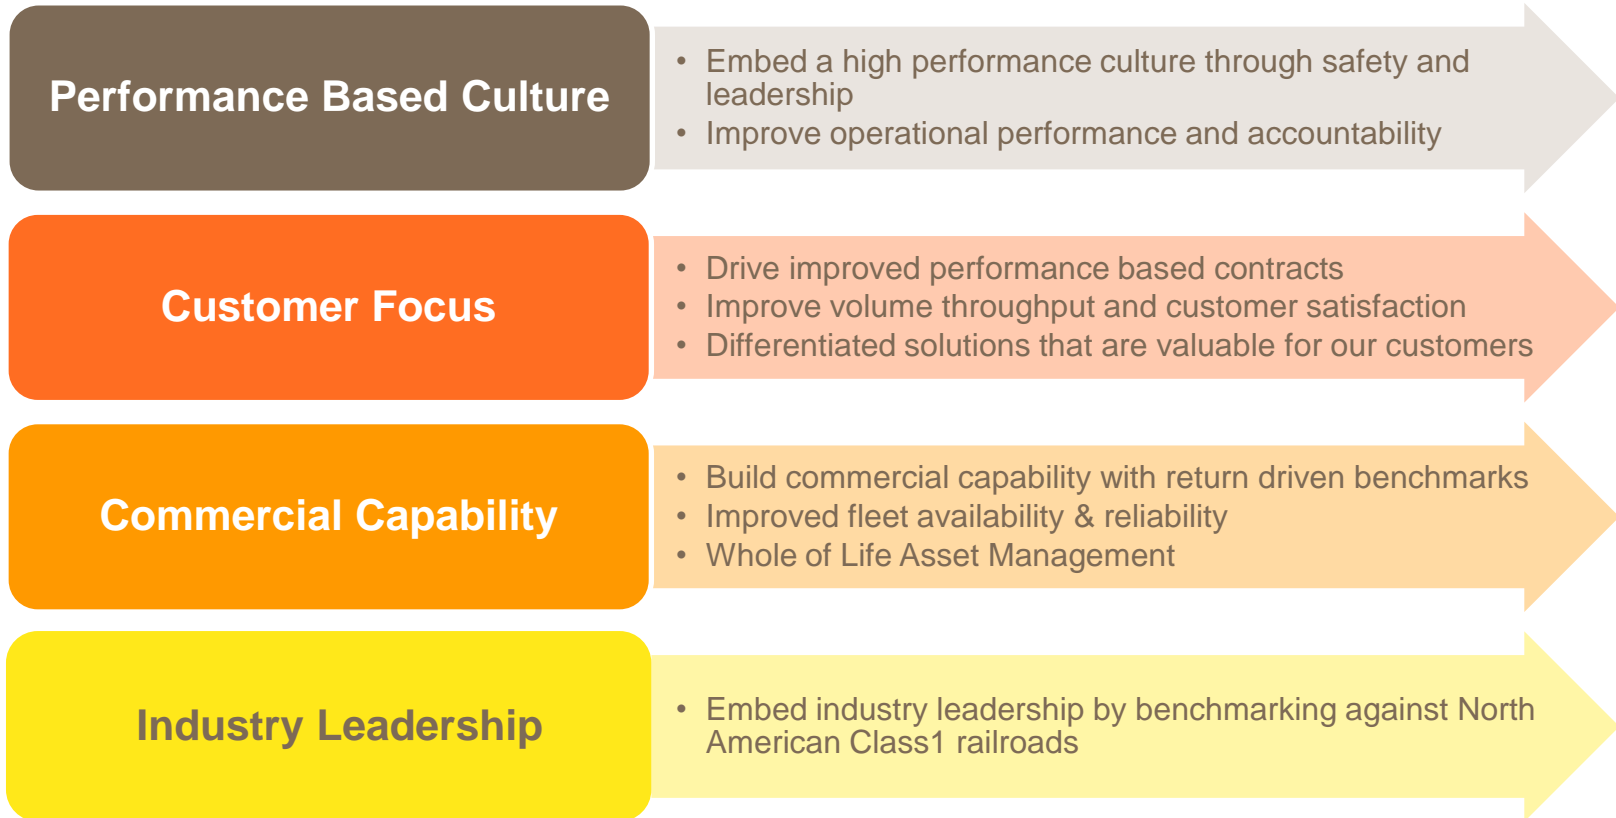 Performance Based Culture
• Embed a high performance culture through safety and
leadership
• Improve operational performance and accountability
Customer Focus
• Drive improved performance based contracts
• Improve volume throughput and customer satisfaction
• Differentiated solutions that are valuable for our customers
Commercial Capability
• Build commercial capability with return driven benchmarks
• Improved fleet availability & reliability
• Whole of Life Asset Management
Industry Leadership
• Embed industry leadership by benchmarking against North
American Class1 railroads